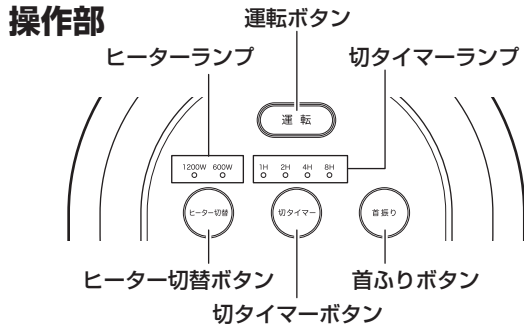 操作部
運転ボタン
ヒーターランプ
切タイマーランプ
運 転
1200W 600W
1H 2H 4H 8H
ヒーター切替
切タイマー
首振り
ヒーター切替ボタン
首ふりボタン
切タイマーボタン